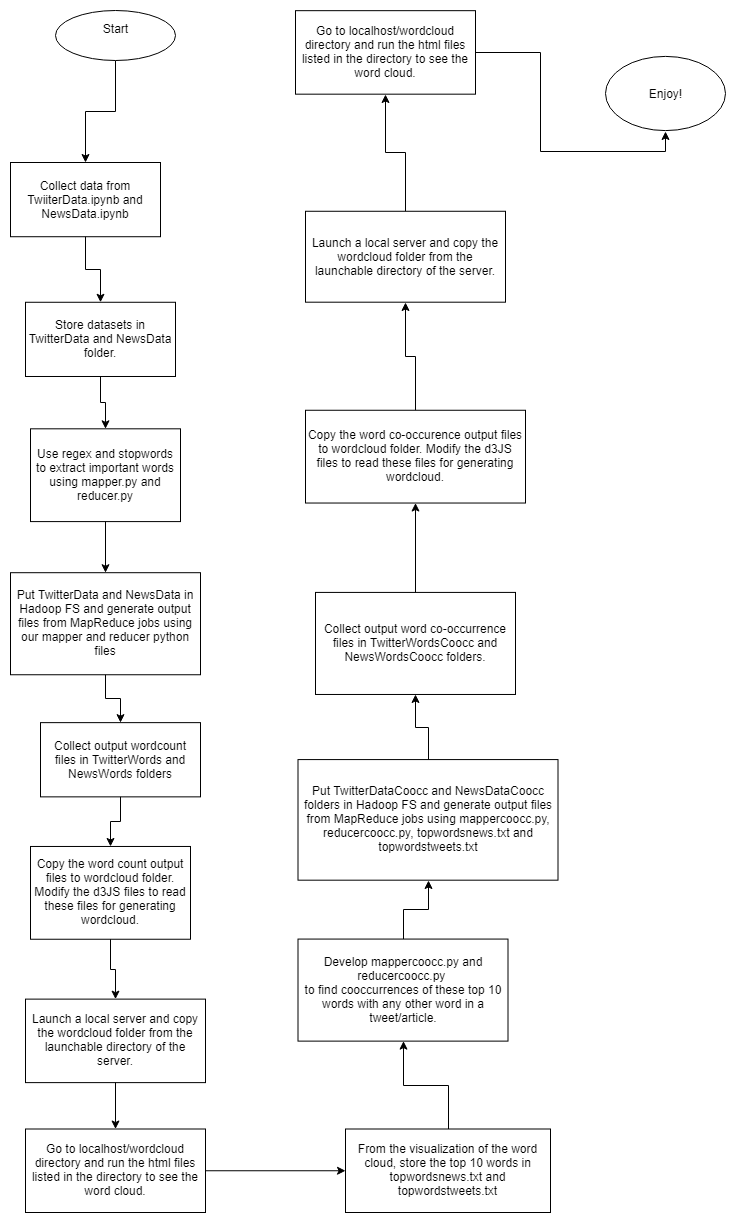 Start
Collect data from
TwiiterData.ipynb and
NewsData.ipynb
Store datasets in
TwitterData and NewsData
folder.
Use regex and stopwords
to extract important words
using mapper.py and
reducer.py
Put TwitterData and NewsData in
Hadoop FS and generate output
files from MapReduce jobs using
our mapper and reducer python
files
Collect output wordcount
files in TwitterWords and
NewsWords folders
Copy the word count output
files to wordcloud folder.
Modify the d3JS files to read
these files for generating
wordcloud.
Launch a local server and copy
the wordcloud folder from the
launchable directory of the
server.
Go to localhost/wordcloud
directory and run the html files
listed in the directory to see the
word cloud.
From the visualization of the word
cloud, store the top 10 words in
topwordsnews.txt and
topwordstweets.txt
Develop mappercoocc.py and
reducercoocc.py
to find cooccurrences of these top 10
words with any other word in a
tweet/article.
Put TwitterDataCoocc and NewsDataCoocc
folders in Hadoop FS and generate output files
from MapReduce jobs using mappercoocc.py,
reducercoocc.py, topwordsnews.txt and
topwordstweets.txt
Collect output word co-occurrence
files in TwitterWordsCoocc and
NewsWordsCoocc folders.
Copy the word co-occurence output files
to wordcloud folder. Modify the d3JS
files to read these files for generating
wordcloud.
Launch a local server and copy the
wordcloud folder from the
launchable directory of the server.
Go to localhost/wordcloud
directory and run the html files
listed in the directory to see the
word cloud.
Enjoy!